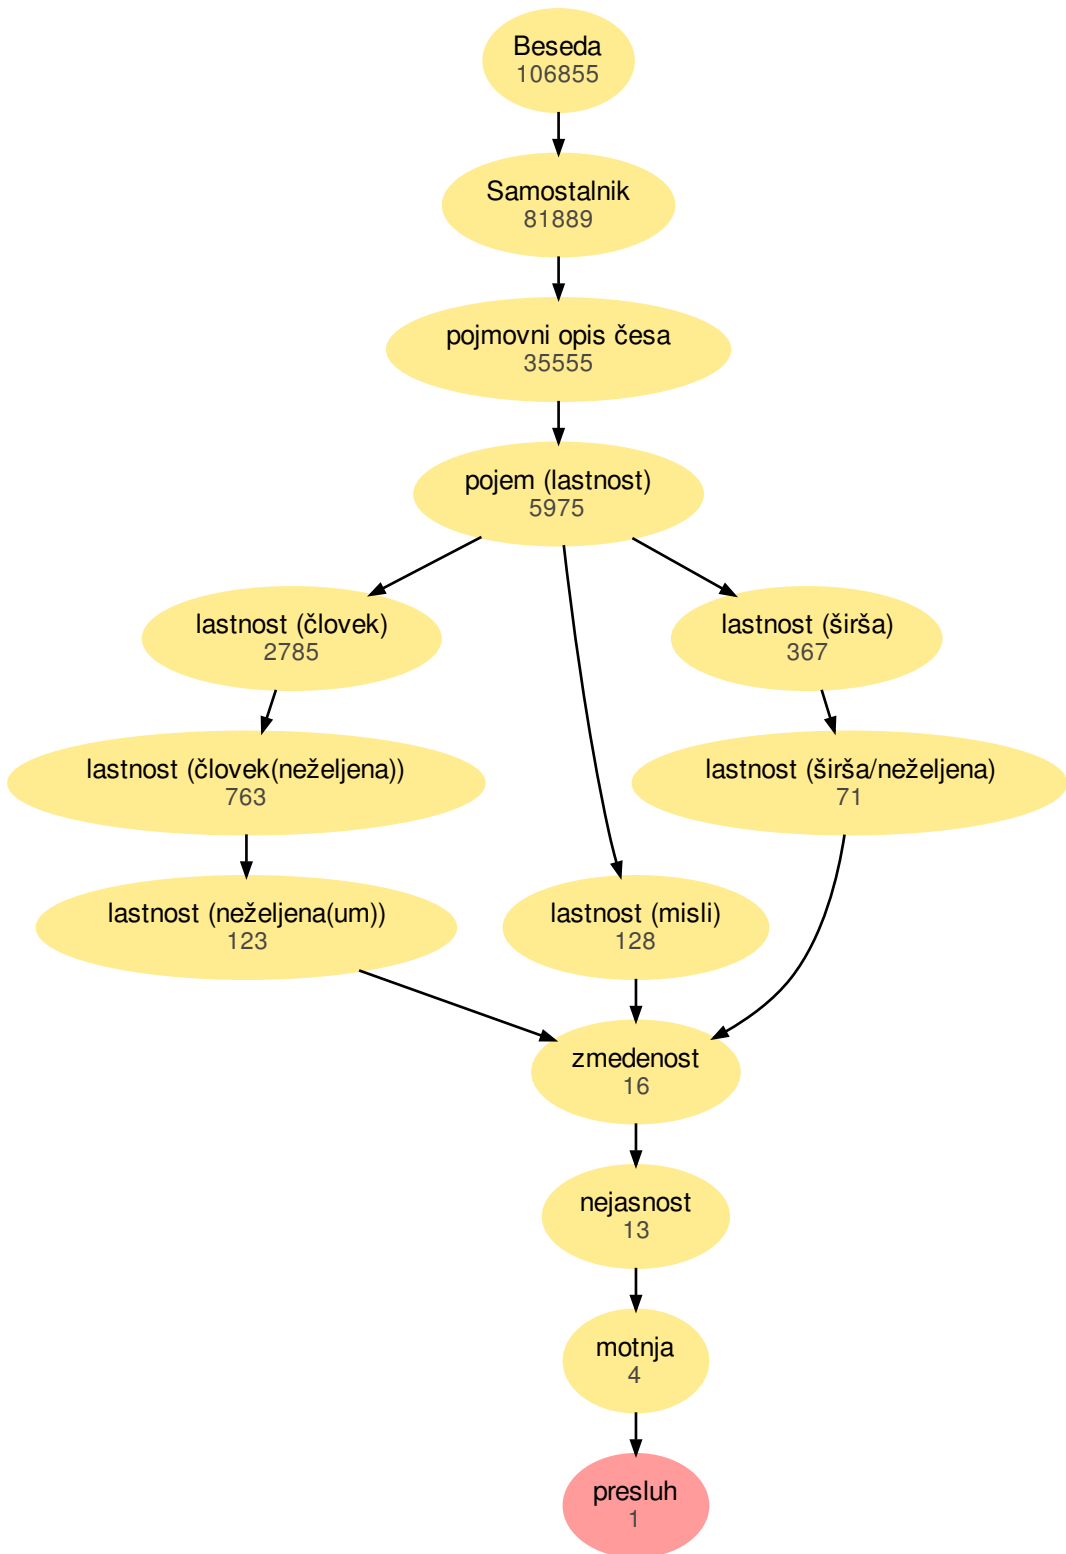 Beseda
106855
Samostalnik
81889
pojmovni opis česa
35555
pojem (lastnost)
5975
lastnost (človek)
2785
lastnost (širša)
367
lastnost (človek(neželjena))
763
lastnost (širša/neželjena)
71
lastnost (neželjena(um))
123
lastnost (misli)
128
zmedenost
16
nejasnost
13
motnja
4
presluh
1